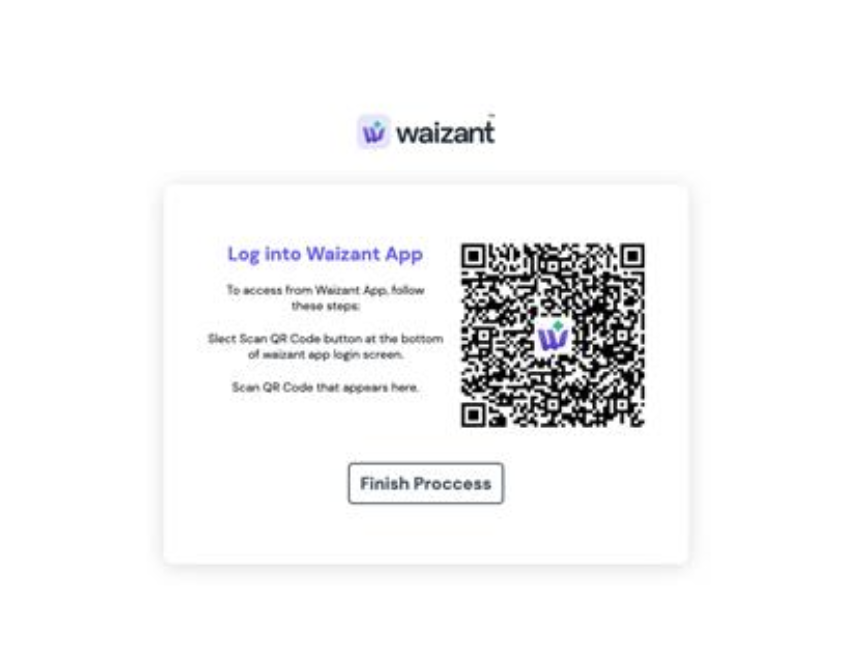 waizant
Log into Waizant App
To access from Waizant App, follow
these steps:
Slect Scan QR Code button at the bottom
of waizant app login screen.
Scan QR Code that appears here.
Finish Proccess